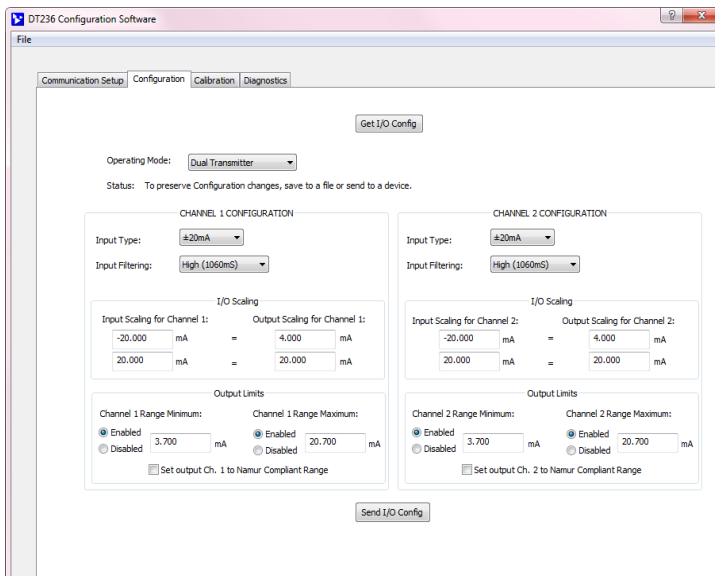 DT236 Configuration Software
File
Communication Setup Configuration Calibration Diagnostics
Get I/O Config
Operating Mode: Dual Transmitter
Status: To preserve Configuration changes, save to a file or send to a device.
CHANNEL 1 CONFIGURATION
Input Type: ±20mA
Input Filtering: High (1060mS)
I/O Scaling
Input Scaling for Channel 1: Output Scaling for Channel 1:
-20.000 mA = 4.000 mA
20.000 mA = 20.000 mA
Output Limits
Channel 1 Range Minimum: Channel 1 Range Maximum:
Enabled Enabled
3.700 mA 20.700 mA
Disabled Disabled
Set output Ch. 1 to Namur Compliant Range
CHANNEL 2 CONFIGURATION
Input Type: ±20mA
Input Filtering: High (1060mS)
I/O Scaling
Input Scaling for Channel 2: Output Scaling for Channel 2:
-20.000 mA = 4.000 mA
20.000 mA = 20.000 mA
Output Limits
Channel 2 Range Minimum: Channel 2 Range Maximum:
Enabled Enabled
3.700 mA 20.700 mA
Disabled Disabled
Set output Ch. 2 to Namur Compliant Range
Send I/O Config